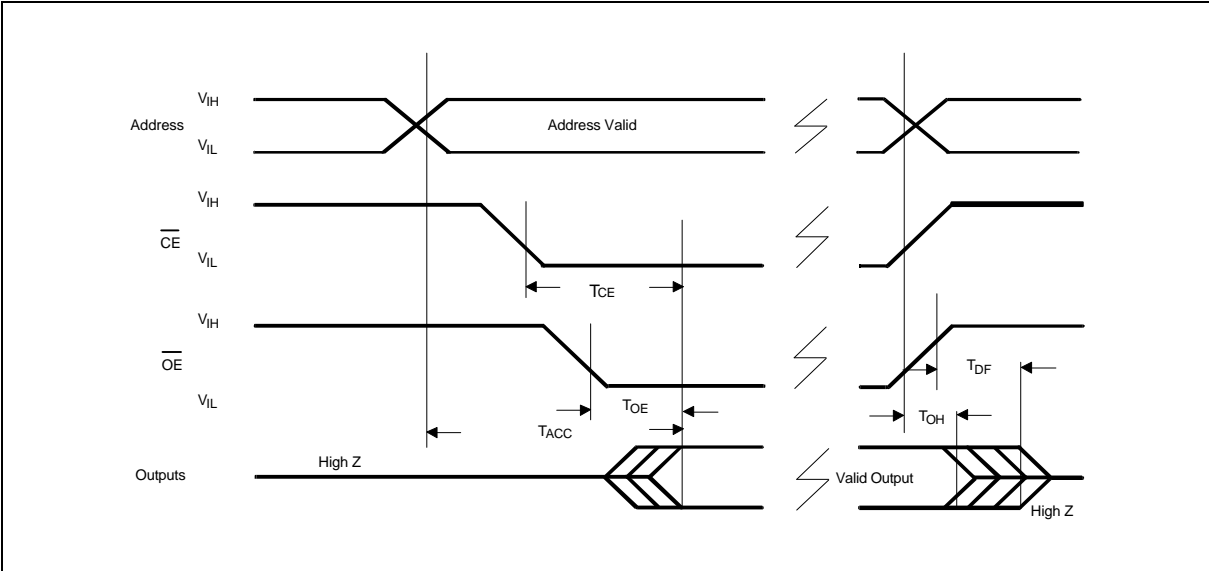 VIH
Address
Address Valid
VIL
VIH
CE
VIL
TCE
VIH
OE
TDF
VIL
TOE
TOH
TACC
High Z
Outputs
Valid Output
High Z